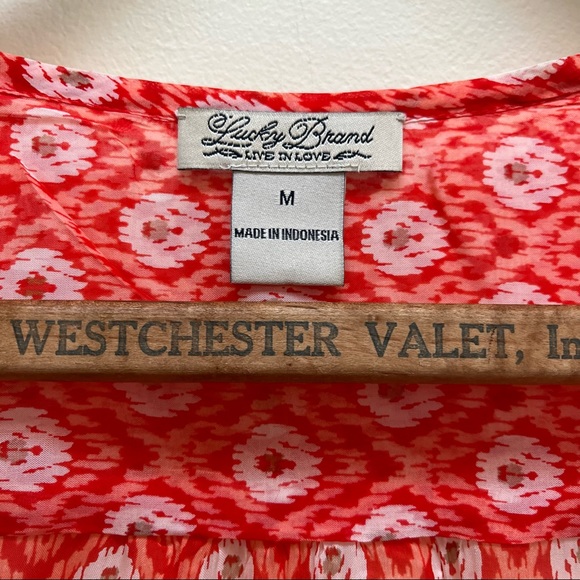 Lucky Brand
LIVE IN LOVE
M
MADE IN INDONESIA
WESTCHESTER VALET, In